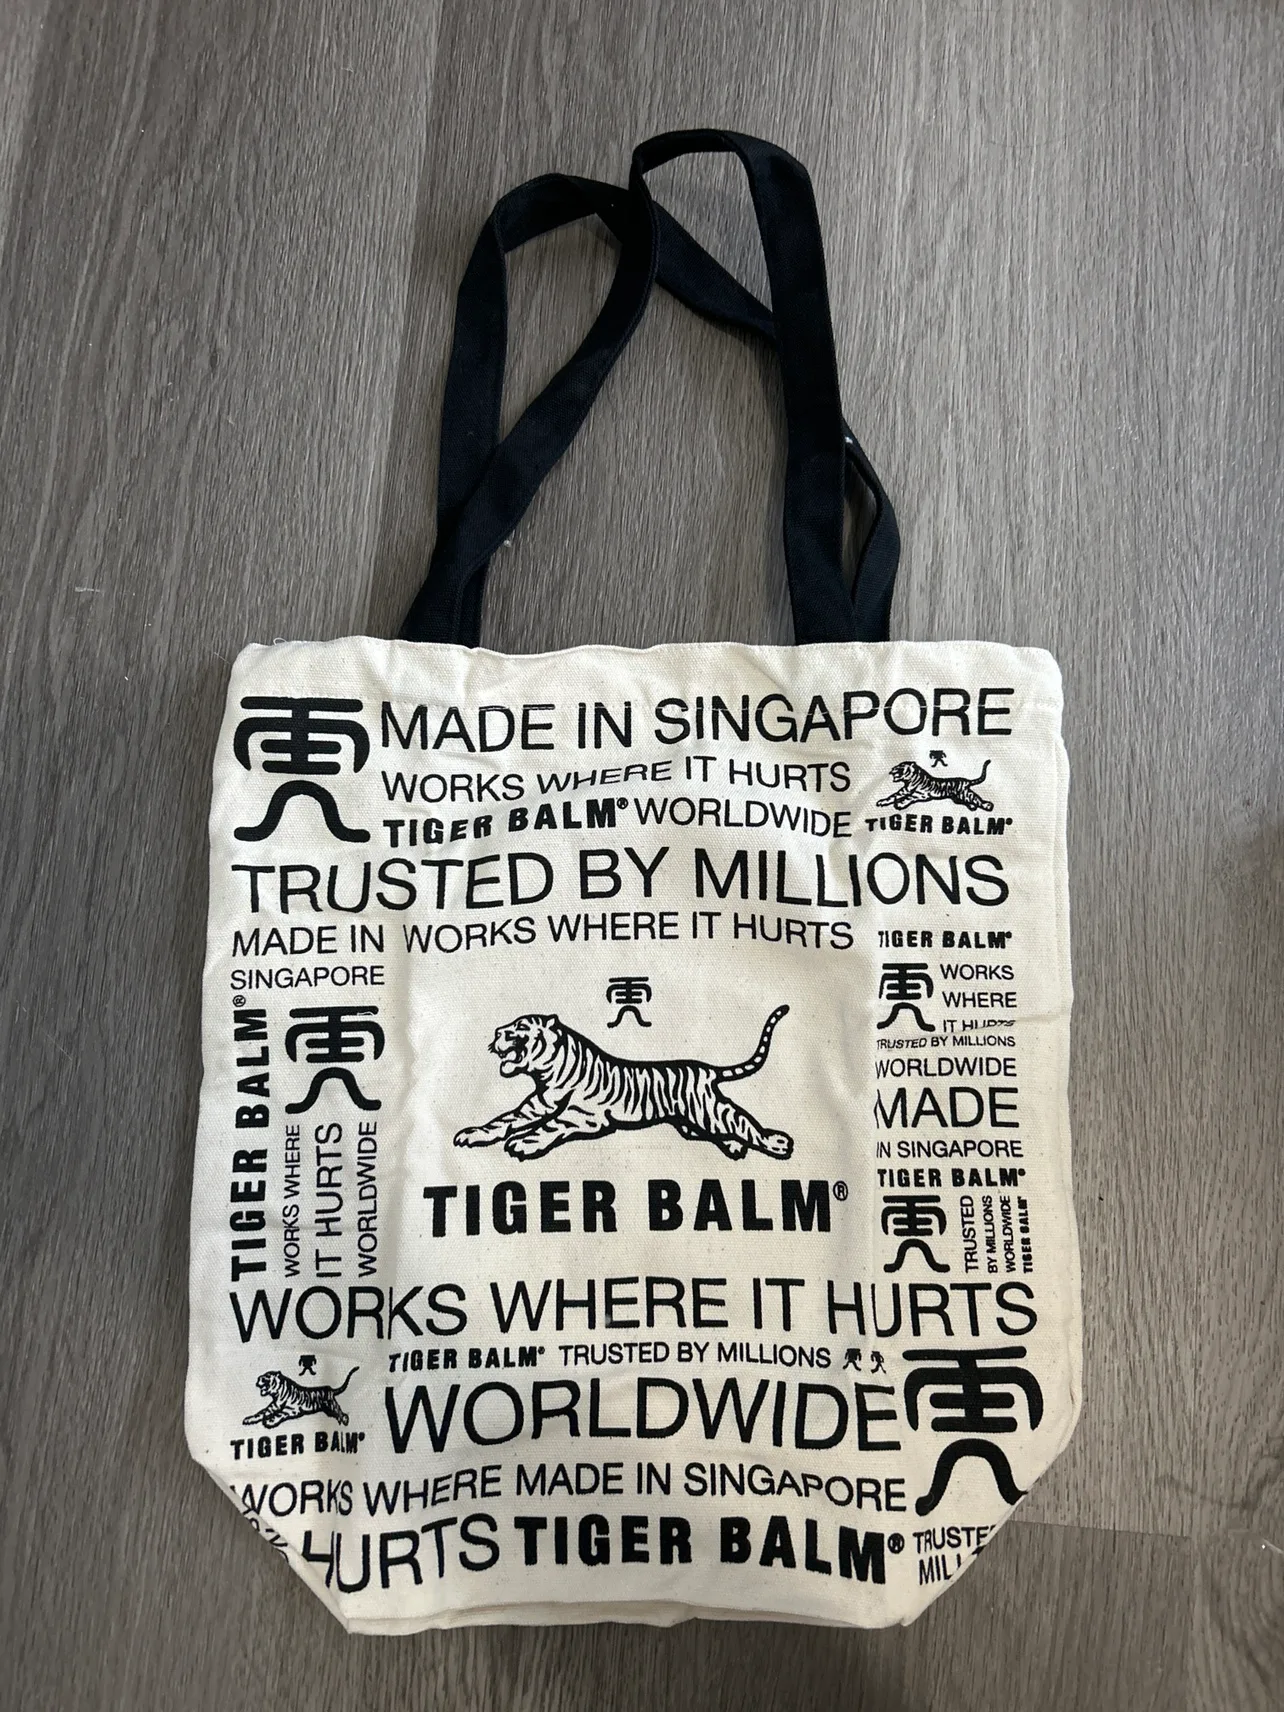 MADE IN SINGAPORE
WORKS WHERE IT HURTS
TIGER BALM® WORLDWIDE
TIGER BALM®
TRUSTED BY MILLIONS
MADE IN
SINGAPORE
WORKS WHERE IT HURTS
TIGER BALM®
TIGER BALM®
WORKS WHERE
IT HURTS
WORLDWIDE
虎
TIGER BALM®
WORKS
WHERE
IT HURTS
TRUSTED BY MILLIONS
WORLDWIDE
MADE
IN SINGAPORE
TIGER BALM®
TRUSTED
BY MILLIONS
WORLDWIDE
TIGER BALM®
WORKS WHERE IT HURTS
TIGER BALM® TRUSTED BY MILLIONS
TIGER BALM®
WORLDWIDE
WORKS WHERE MADE IN SINGAPORE
HURTS TIGER BALM®